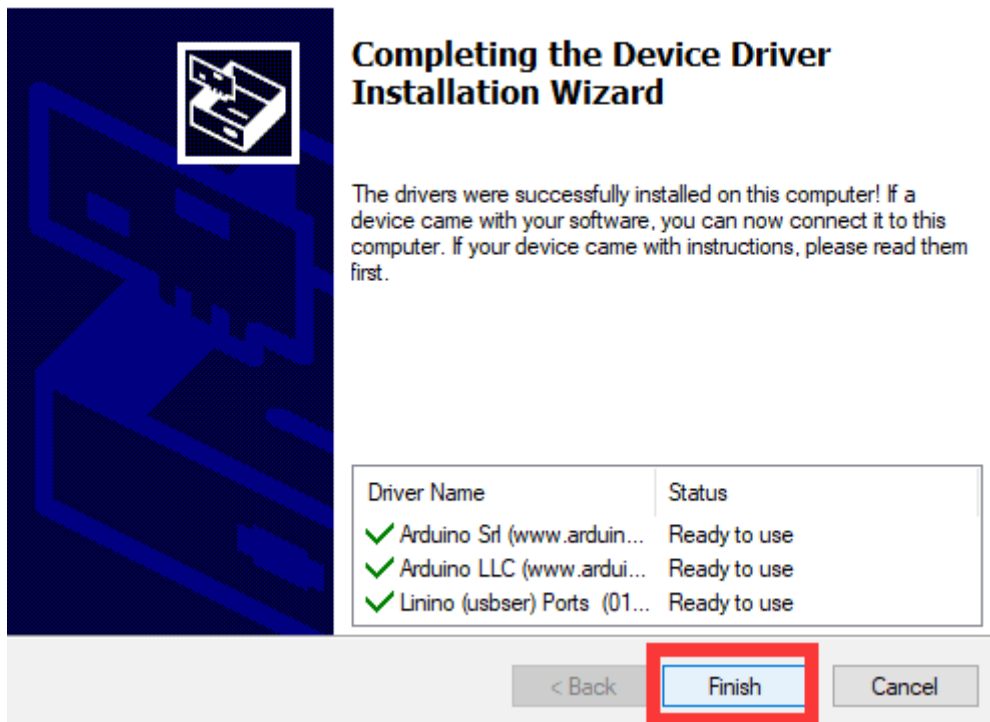 Completing the Device Driver
Installation Wizard
The drivers were successfully installed on this computer! If a
device came with your software, you can now connect it to this
computer. If your device came with instructions, please read them
first.
Driver Name Status
Arduino Srl (www.arduin... Ready to use
Arduino LLC (www.ardui... Ready to use
Linino (usbser) Ports (01... Ready to use
< Back Finish Cancel